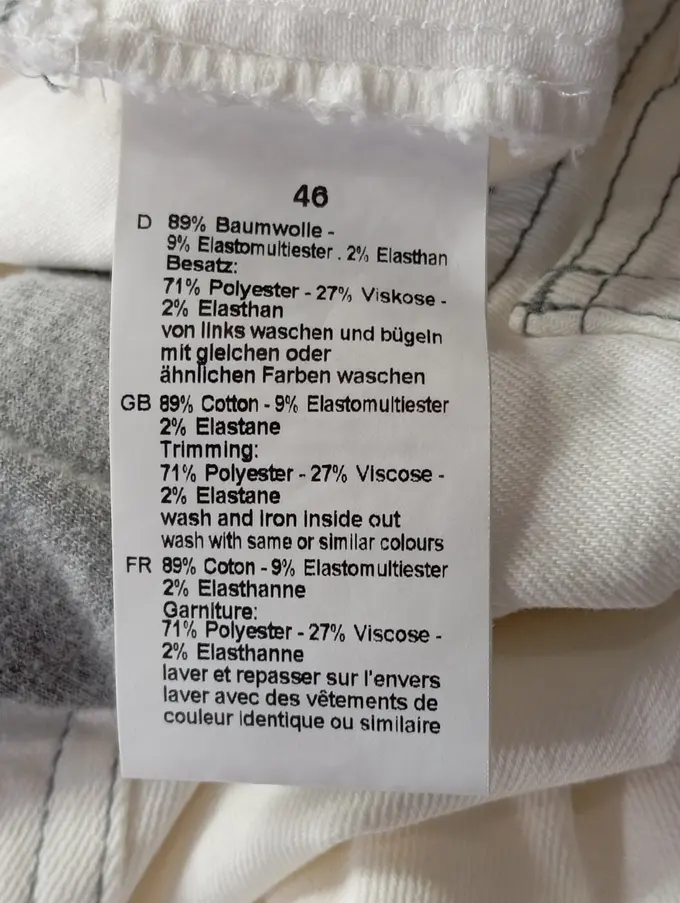 46
D 89% Baumwolle -
9% Elastomultiester . 2% Elasthan
Besatz:
71% Polyester - 27% Viskose -
2% Elasthan
von links waschen und bügeln
mit gleichen oder
ähnlichen Farben waschen
GB 89% Cotton - 9% Elastomultiester
2% Elastane
Trimming:
71% Polyester - 27% Viscose -
2% Elastane
wash and iron inside out
wash with same or similar colours
FR 89% Coton - 9% Elastomultiester
2% Elasthanne
Garniture:
71% Polyester - 27% Viscose -
2% Elasthanne
laver et repasser sur l'envers
laver avec des vêtements de
couleur identique ou similaire